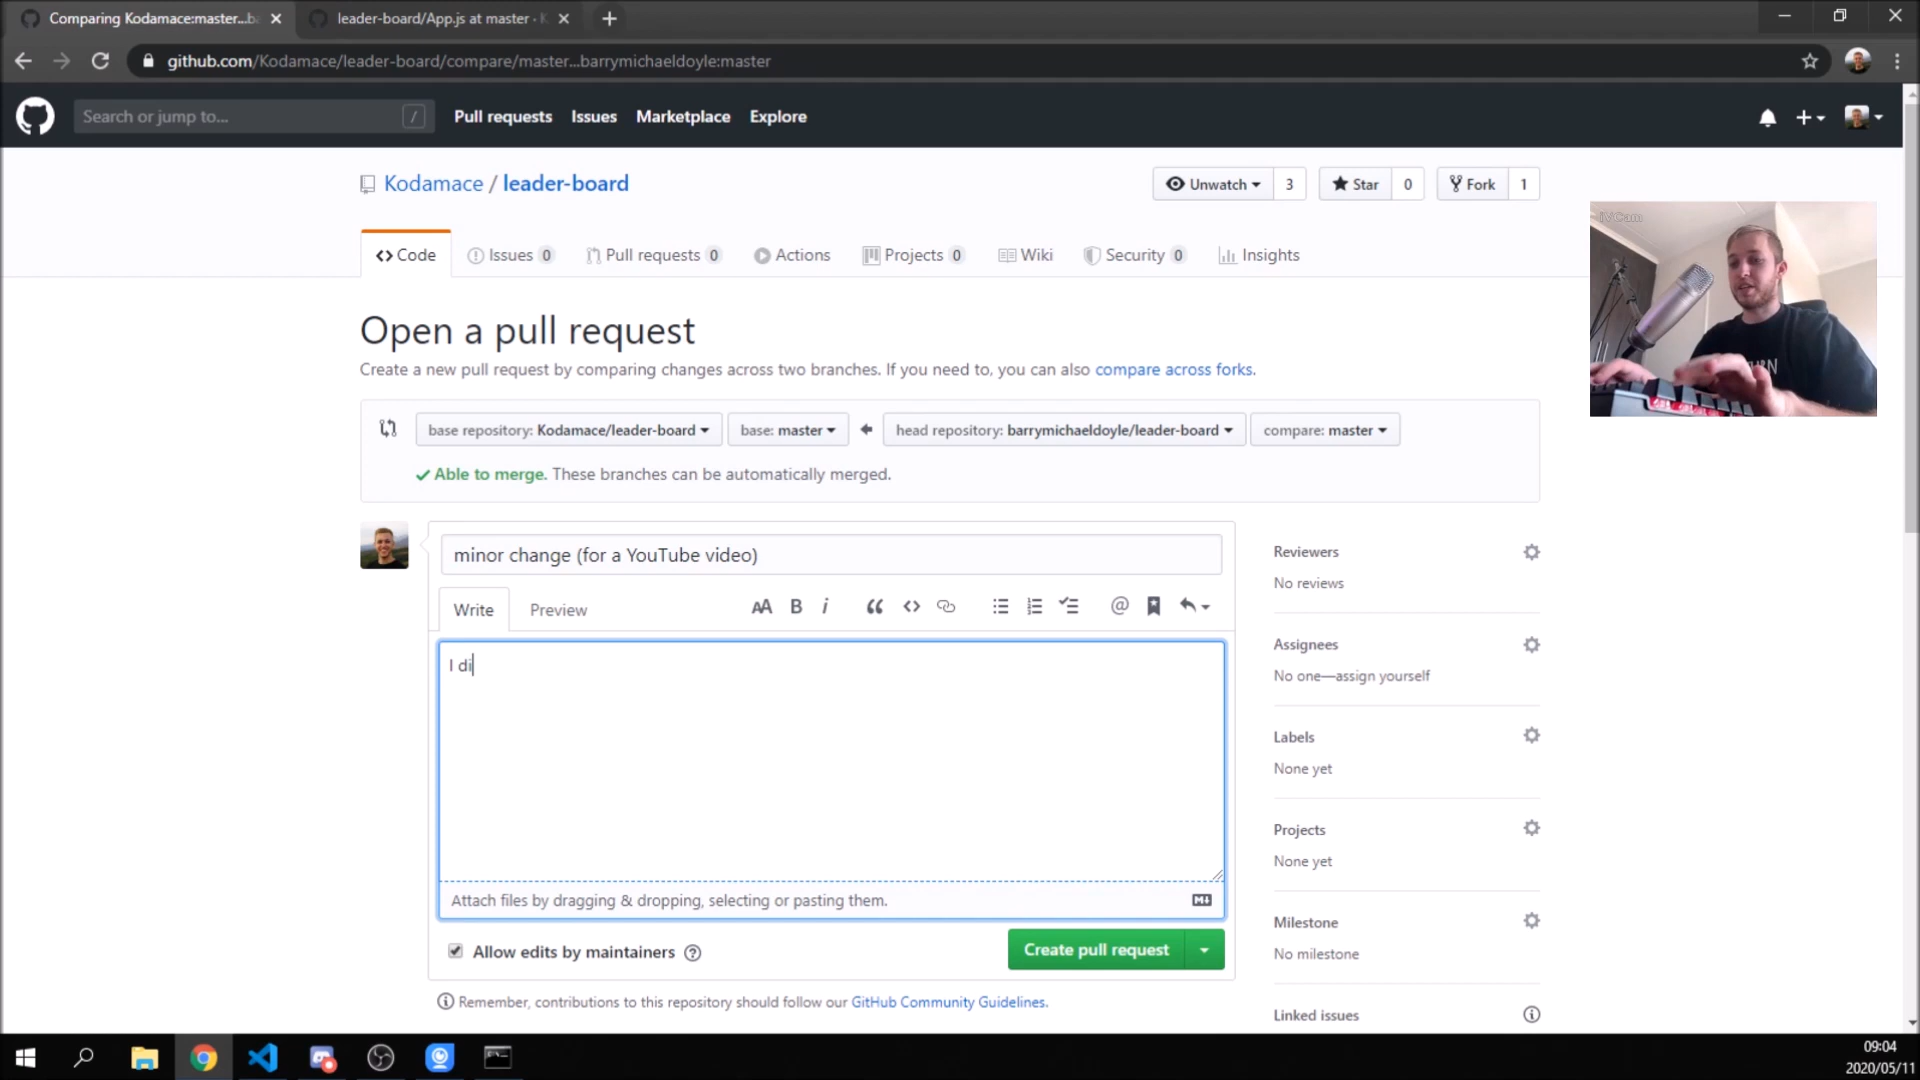 Comparing Kodamace:master...ba
leader-board/App.js at master · K
github.com/Kodamace/leader-board/compare/master...barrymichaeldoyle:master
Search or jump to...
/
Pull requests
Issues
Marketplace
Explore
Kodamace / leader-board
Unwatch 3
Star 0
Fork 1
Code
Issues 0
Pull requests 0
Actions
Projects 0
Wiki
Security 0
Insights
iVCam
Open a pull request
Create a new pull request by comparing changes across two branches. If you need to, you can also compare across forks.
base repository: Kodamace/leader-board
base: master
head repository: barrymichaeldoyle/leader-board
compare: master
Able to merge. These branches can be automatically merged.
minor change (for a YouTube video)
Write
Preview
AA B i
@
I di
Attach files by dragging & dropping, selecting or pasting them.
Allow edits by maintainers
Create pull request
Remember, contributions to this repository should follow our GitHub Community Guidelines.
Reviewers
No reviews
Assignees
No one—assign yourself
Labels
None yet
Projects
None yet
Milestone
No milestone
Linked issues
09:04
2020/05/11